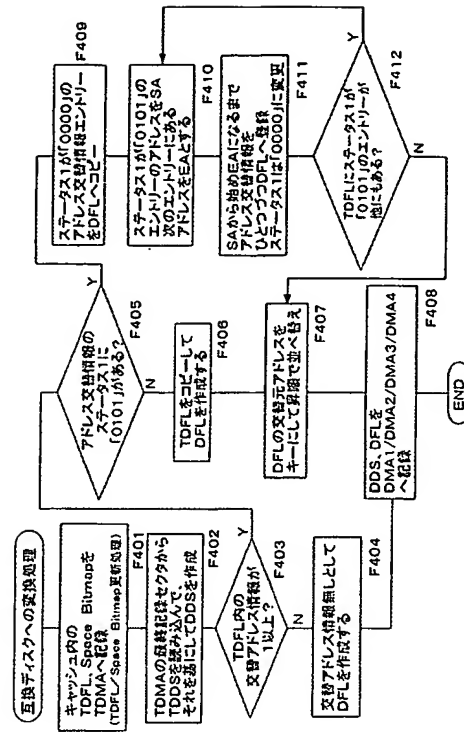 互換ディスクへの変換処理
キャッシュ内の
TDFL、Space Bitmapを
TDMAへ記録
(TDFL/Space Bitmap更新処理)
F401
TDMAの最終記録セクタから
TDDSを読み込んで、
それを基にしてDDSを作成
F402
TDFL内の
交替アドレス情報が
1以上?
F403
Y
N
交替アドレス情報無しとして
DFLを作成する
F404
アドレス交替情報の
ステータス1に
「0101」がある?
F405
Y
N
TDFLをコピーして
DFLを作成する
F406
DFLの交替元アドレスを
キーにして昇順で並べ替え
F407
DDS、DFLを
DMA1/DMA2/DMA3/DMA4
へ記録
F408
END
ステータス1が「0000」の
アドレス交替情報エントリー
をDFLへコピー
F409
ステータス1が「0101」の
エントリーのアドレスをSA
次のエントリーにある
アドレスをEAとする
F410
SAから始めEAになるまで
アドレス交替情報を
ひとつづつDFLへ登録
ステータス1は「0000」に変更
F411
TDFLにステータス1が
「0101」のエントリーが
他にもある?
F412
Y
N